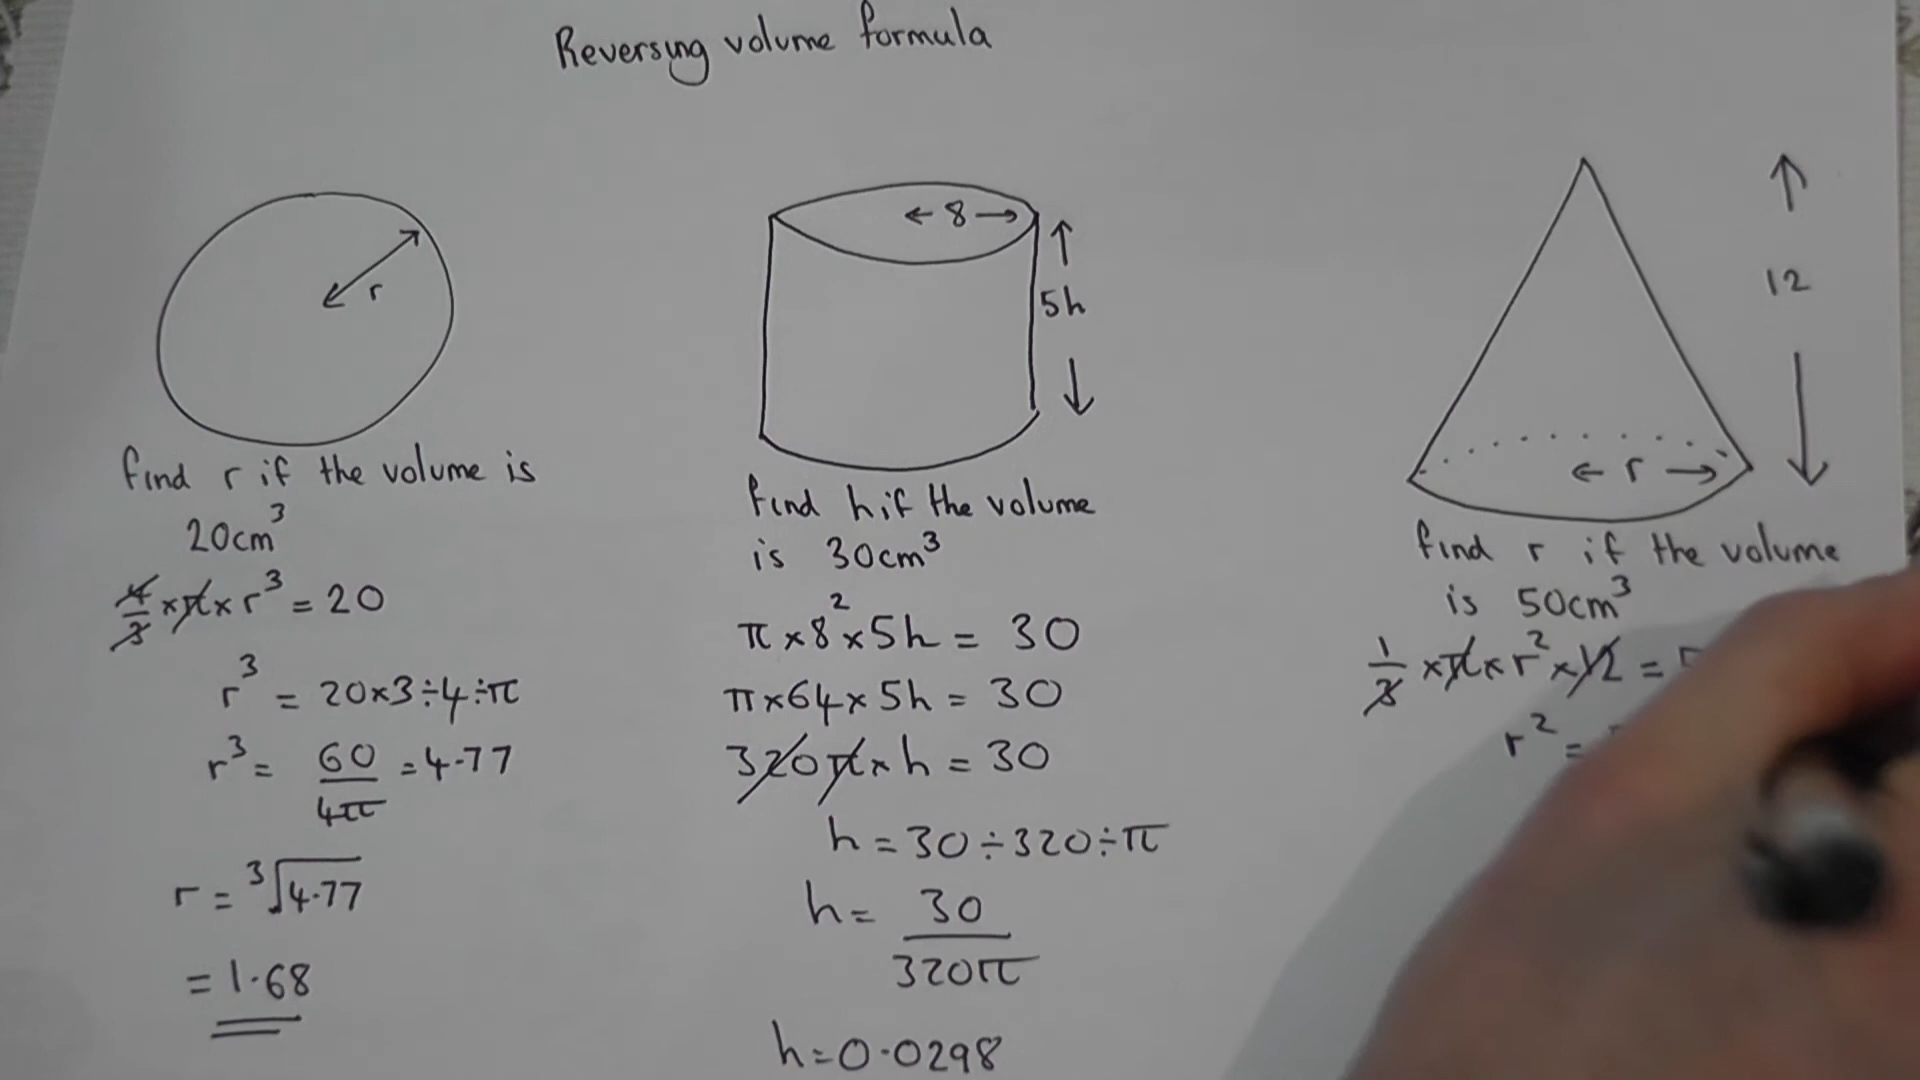 Reversing volume formula
r
find r if the volume is
20cm³
4/3 × π × r³ = 20
r³ = 20×3÷4÷π
r³ = 60/4π = 4.77
r = ³√4.77
= 1.68
← 8 →
5h
find h if the volume
is 30cm³
π × 8² × 5h = 30
π × 64 × 5h = 30
320π × h = 30
h = 30÷320÷π
h = 30/320π
h = 0.0298
12
← r →
find r if the volume
is 50cm³
1/3 × π × r² × 12 =
r² =